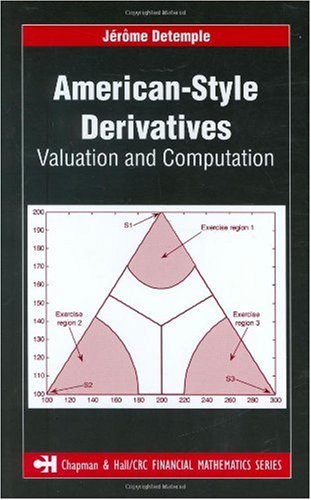 Jérôme Detemple
American-Style
Derivatives
Valuation and Computation
200
190
180
170
160
150
140
130
120
110
100
S1
Exercise region 1
Exercise
region 2
Exercise
region 3
S2
S3
100
120
140
160
180
200
220
240
260
280
300
Chapman & Hall/CRC FINANCIAL MATHEMATICS SERIES